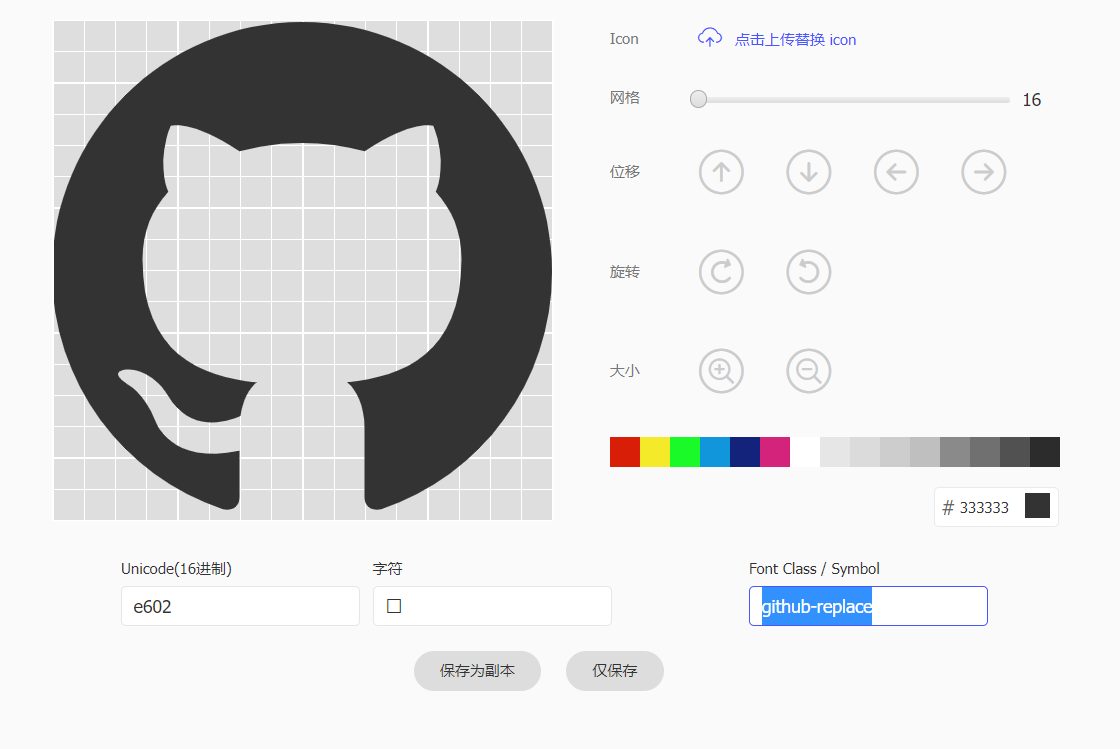 Icon
点击上传替换 icon
网格
16
位移
旋转
大小
# 333333
Unicode(16进制)
字符
Font Class / Symbol
e602
github-replace
保存为副本
仅保存